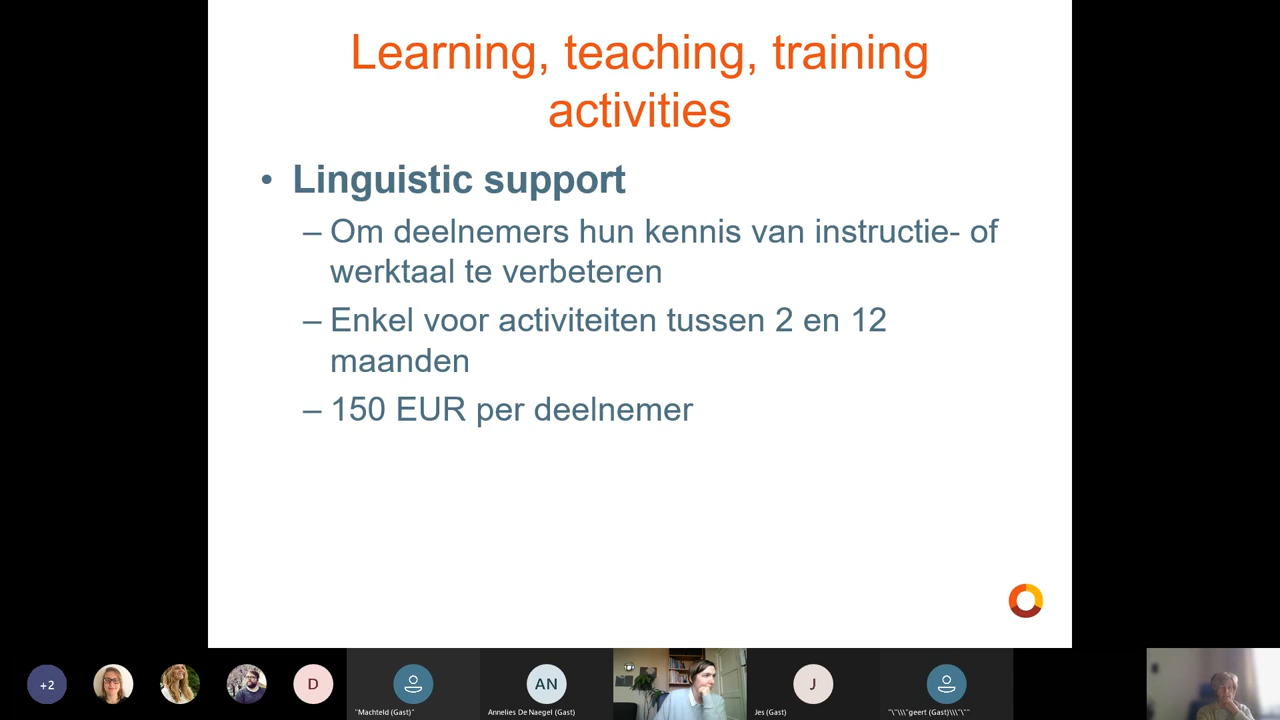 Learning, teaching, training
activities
• Linguistic support
– Om deelnemers hun kennis van instructie- of
werktaal te verbeteren
– Enkel voor activiteiten tussen 2 en 12
maanden
– 150 EUR per deelnemer
+2
D
AN
J
"Machteld (Gast)"
Annelies De Naegel (Gast)
Jes (Gast)
"\"\\\"geert (Gast)\\\"\""